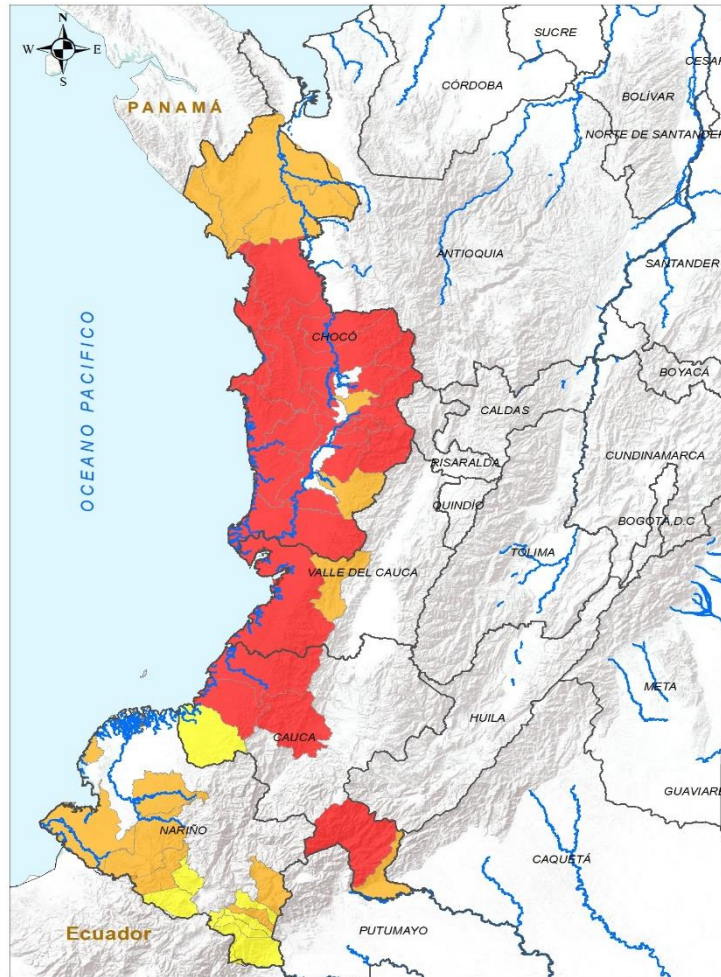 SUCRE
N
W E
S
CESAR
CÓRDOBA
BOLÍVAR
PANAMÁ
NORTE DE SANTANDER
ANTIOQUIA
SANTANDER
OCEANO PACIFICO
CHOCÓ
BOYACÁ
CALDAS
CUNDINAMARCA
RISARALDA
QUINDÍO
BOGOTÁ, D.C
TOLIMA
VALLE DEL CAUCA
META
HUILA
CAUCA
GUAVIARE
NARIÑO
CAQUETÁ
Ecuador
PUTUMAYO